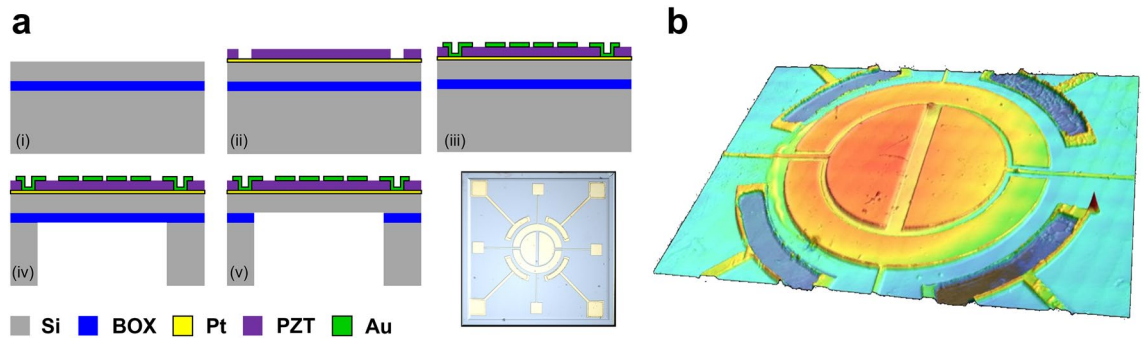 a
b
(i)
(ii)
(iii)
(iv)
(v)
Si
BOX
Pt
PZT
Au